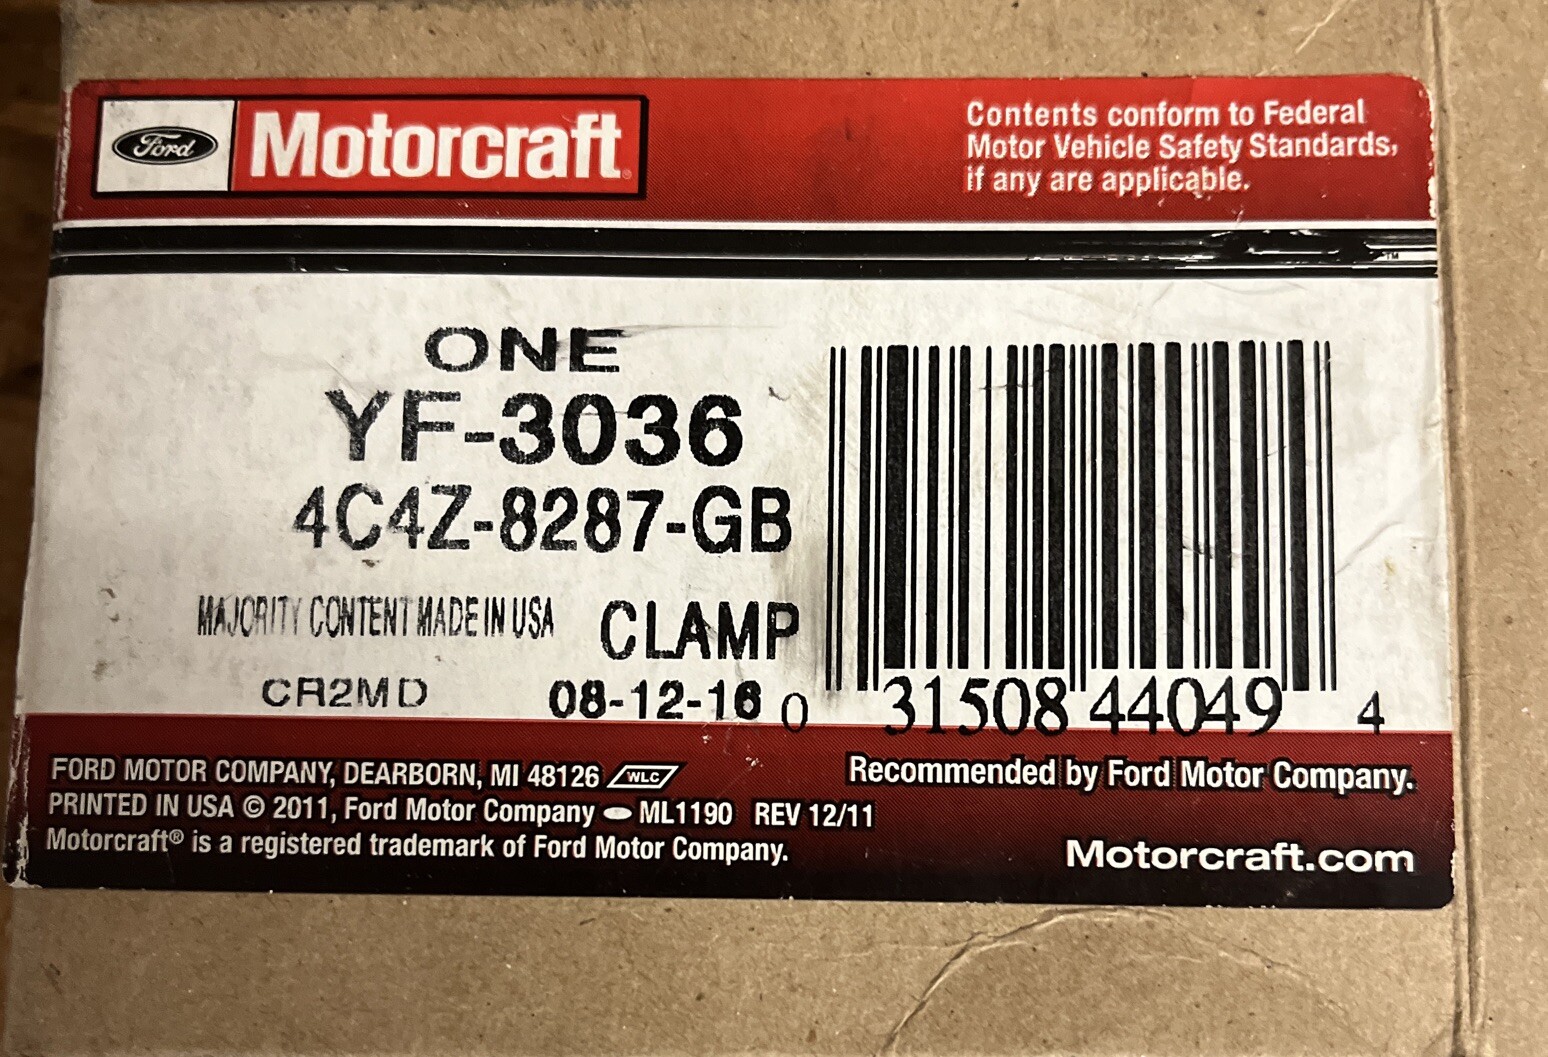 Ford Motorcraft®
Contents conform to Federal
Motor Vehicle Safety Standards,
if any are applicable.
TM
ONE
YF-3036
4C4Z-8287-GB
MAJORITY CONTENT MADE IN USA CLAMP
CR2MD 08-12-16
0 31508 44049 4
FORD MOTOR COMPANY, DEARBORN, MI 48126 WLC
PRINTED IN USA © 2011, Ford Motor Company ML1190 REV 12/11
Motorcraft® is a registered trademark of Ford Motor Company.
Recommended by Ford Motor Company.
Motorcraft.com